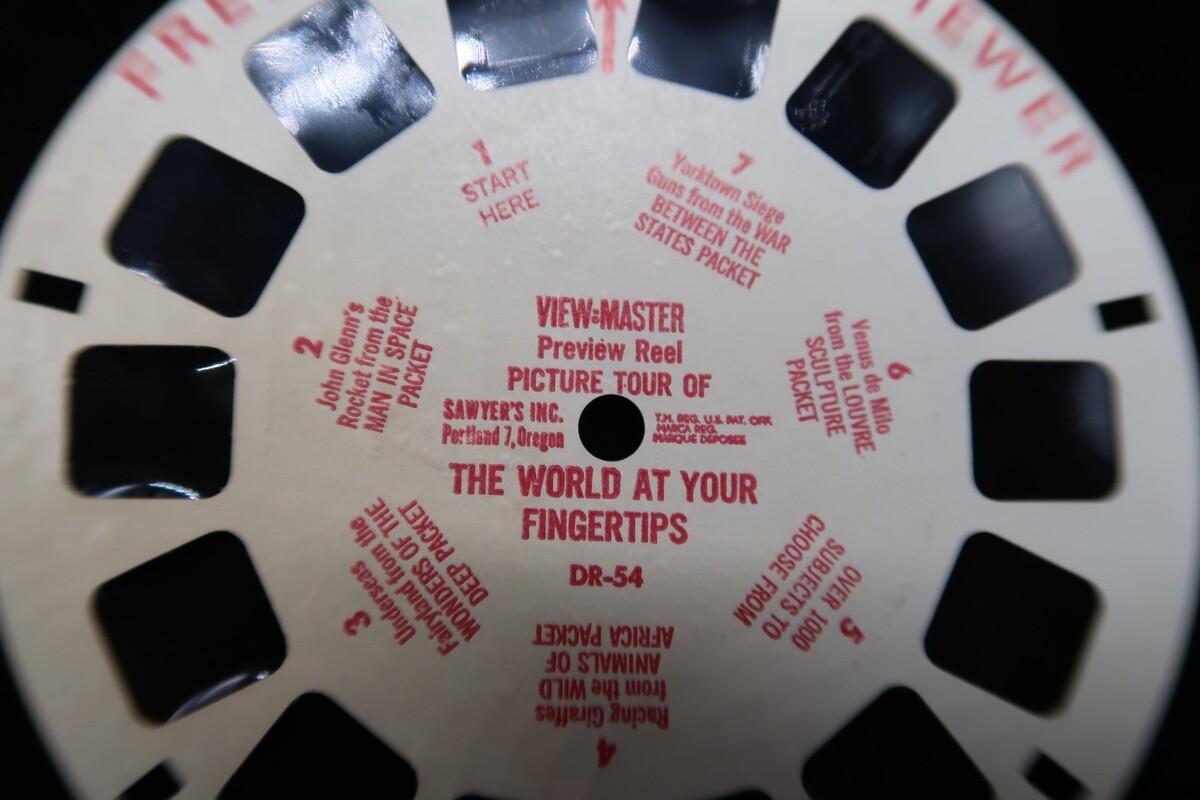 VIEW-MASTER
Preview Reel
PICTURE TOUR OF
SAWYER'S INC.
Portland 7, Oregon
T.M. REG. U.S. PAT. OFF.
MARCA REG.
MARQUE DEPOSEE
THE WORLD AT YOUR
FINGERTIPS
DR-54
1
START
HERE
2
John Glenn's
Rocket from the
MAN IN SPACE
PACKET
3
Underseas
Fairyland from the
WONDERS OF THE
DEEP PACKET
4
Racing Giraffes
from the WILD
ANIMALS OF
AFRICA PACKET
5
OVER 1000
SUBJECTS TO
CHOOSE FROM
6
Venus de Milo
from the LOUVRE
SCULPTURE
PACKET
7
Yorktown Siege
Guns from the WAR
BETWEEN THE
STATES PACKET